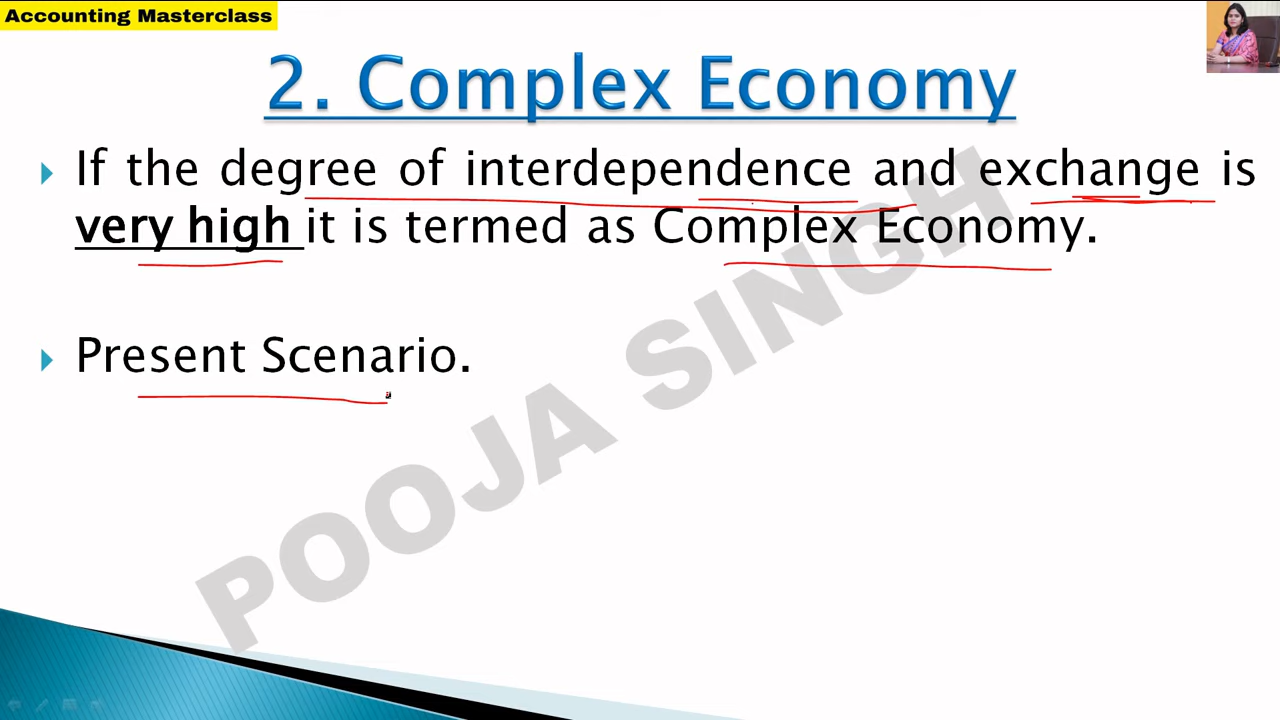 Accounting Masterclass
2. Complex Economy
If the degree of interdependence and exchange is
very high it is termed as Complex Economy.
Present Scenario.
POOJA SINGH